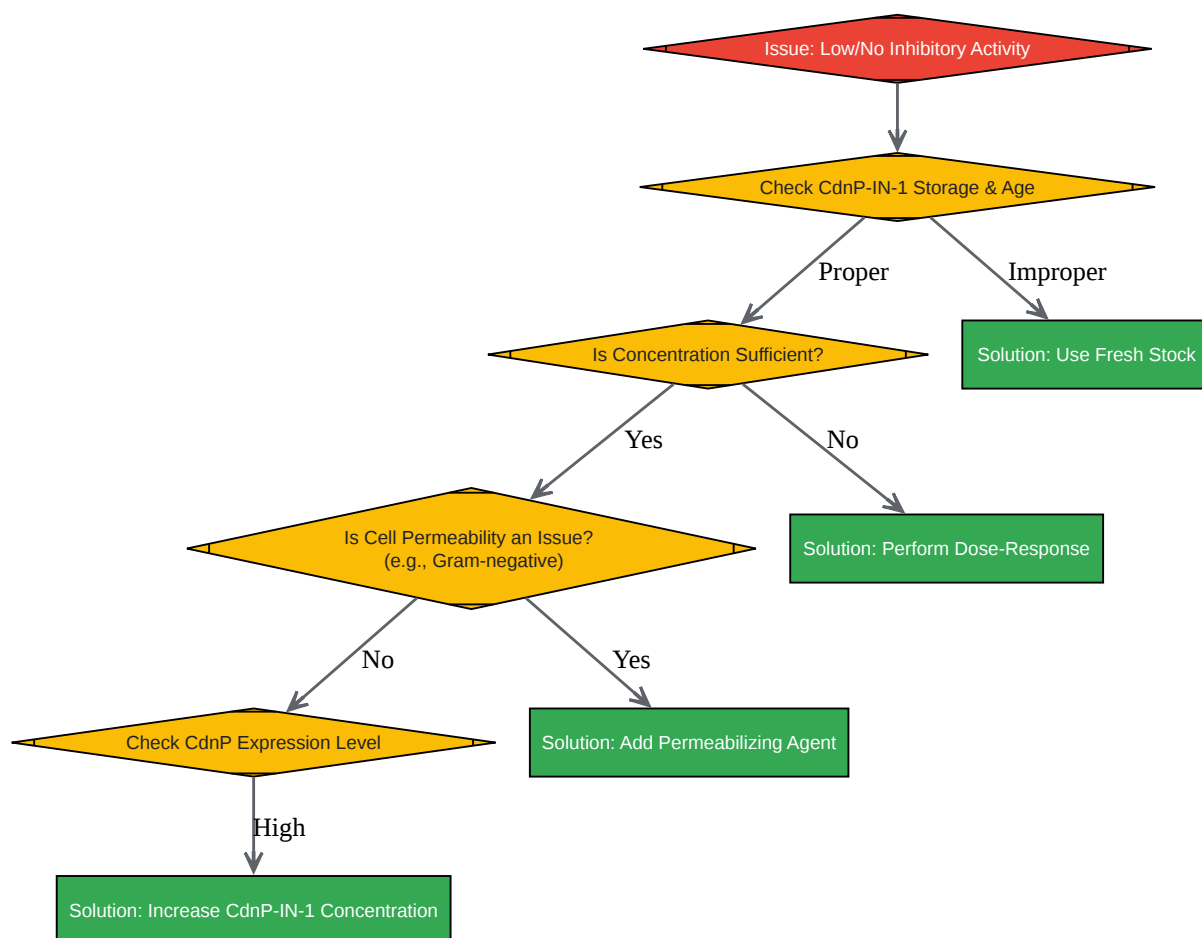 Issue: Low/No Inhibitory Activity
Check CdnP-IN-1 Storage & Age
Proper
Improper
Is Concentration Sufficient?
Solution: Use Fresh Stock
Yes
No
Is Cell Permeability an Issue?
(e.g., Gram-negative)
Solution: Perform Dose-Response
No
Yes
Check CdnP Expression Level
Solution: Add Permeabilizing Agent
High
Solution: Increase CdnP-IN-1 Concentration